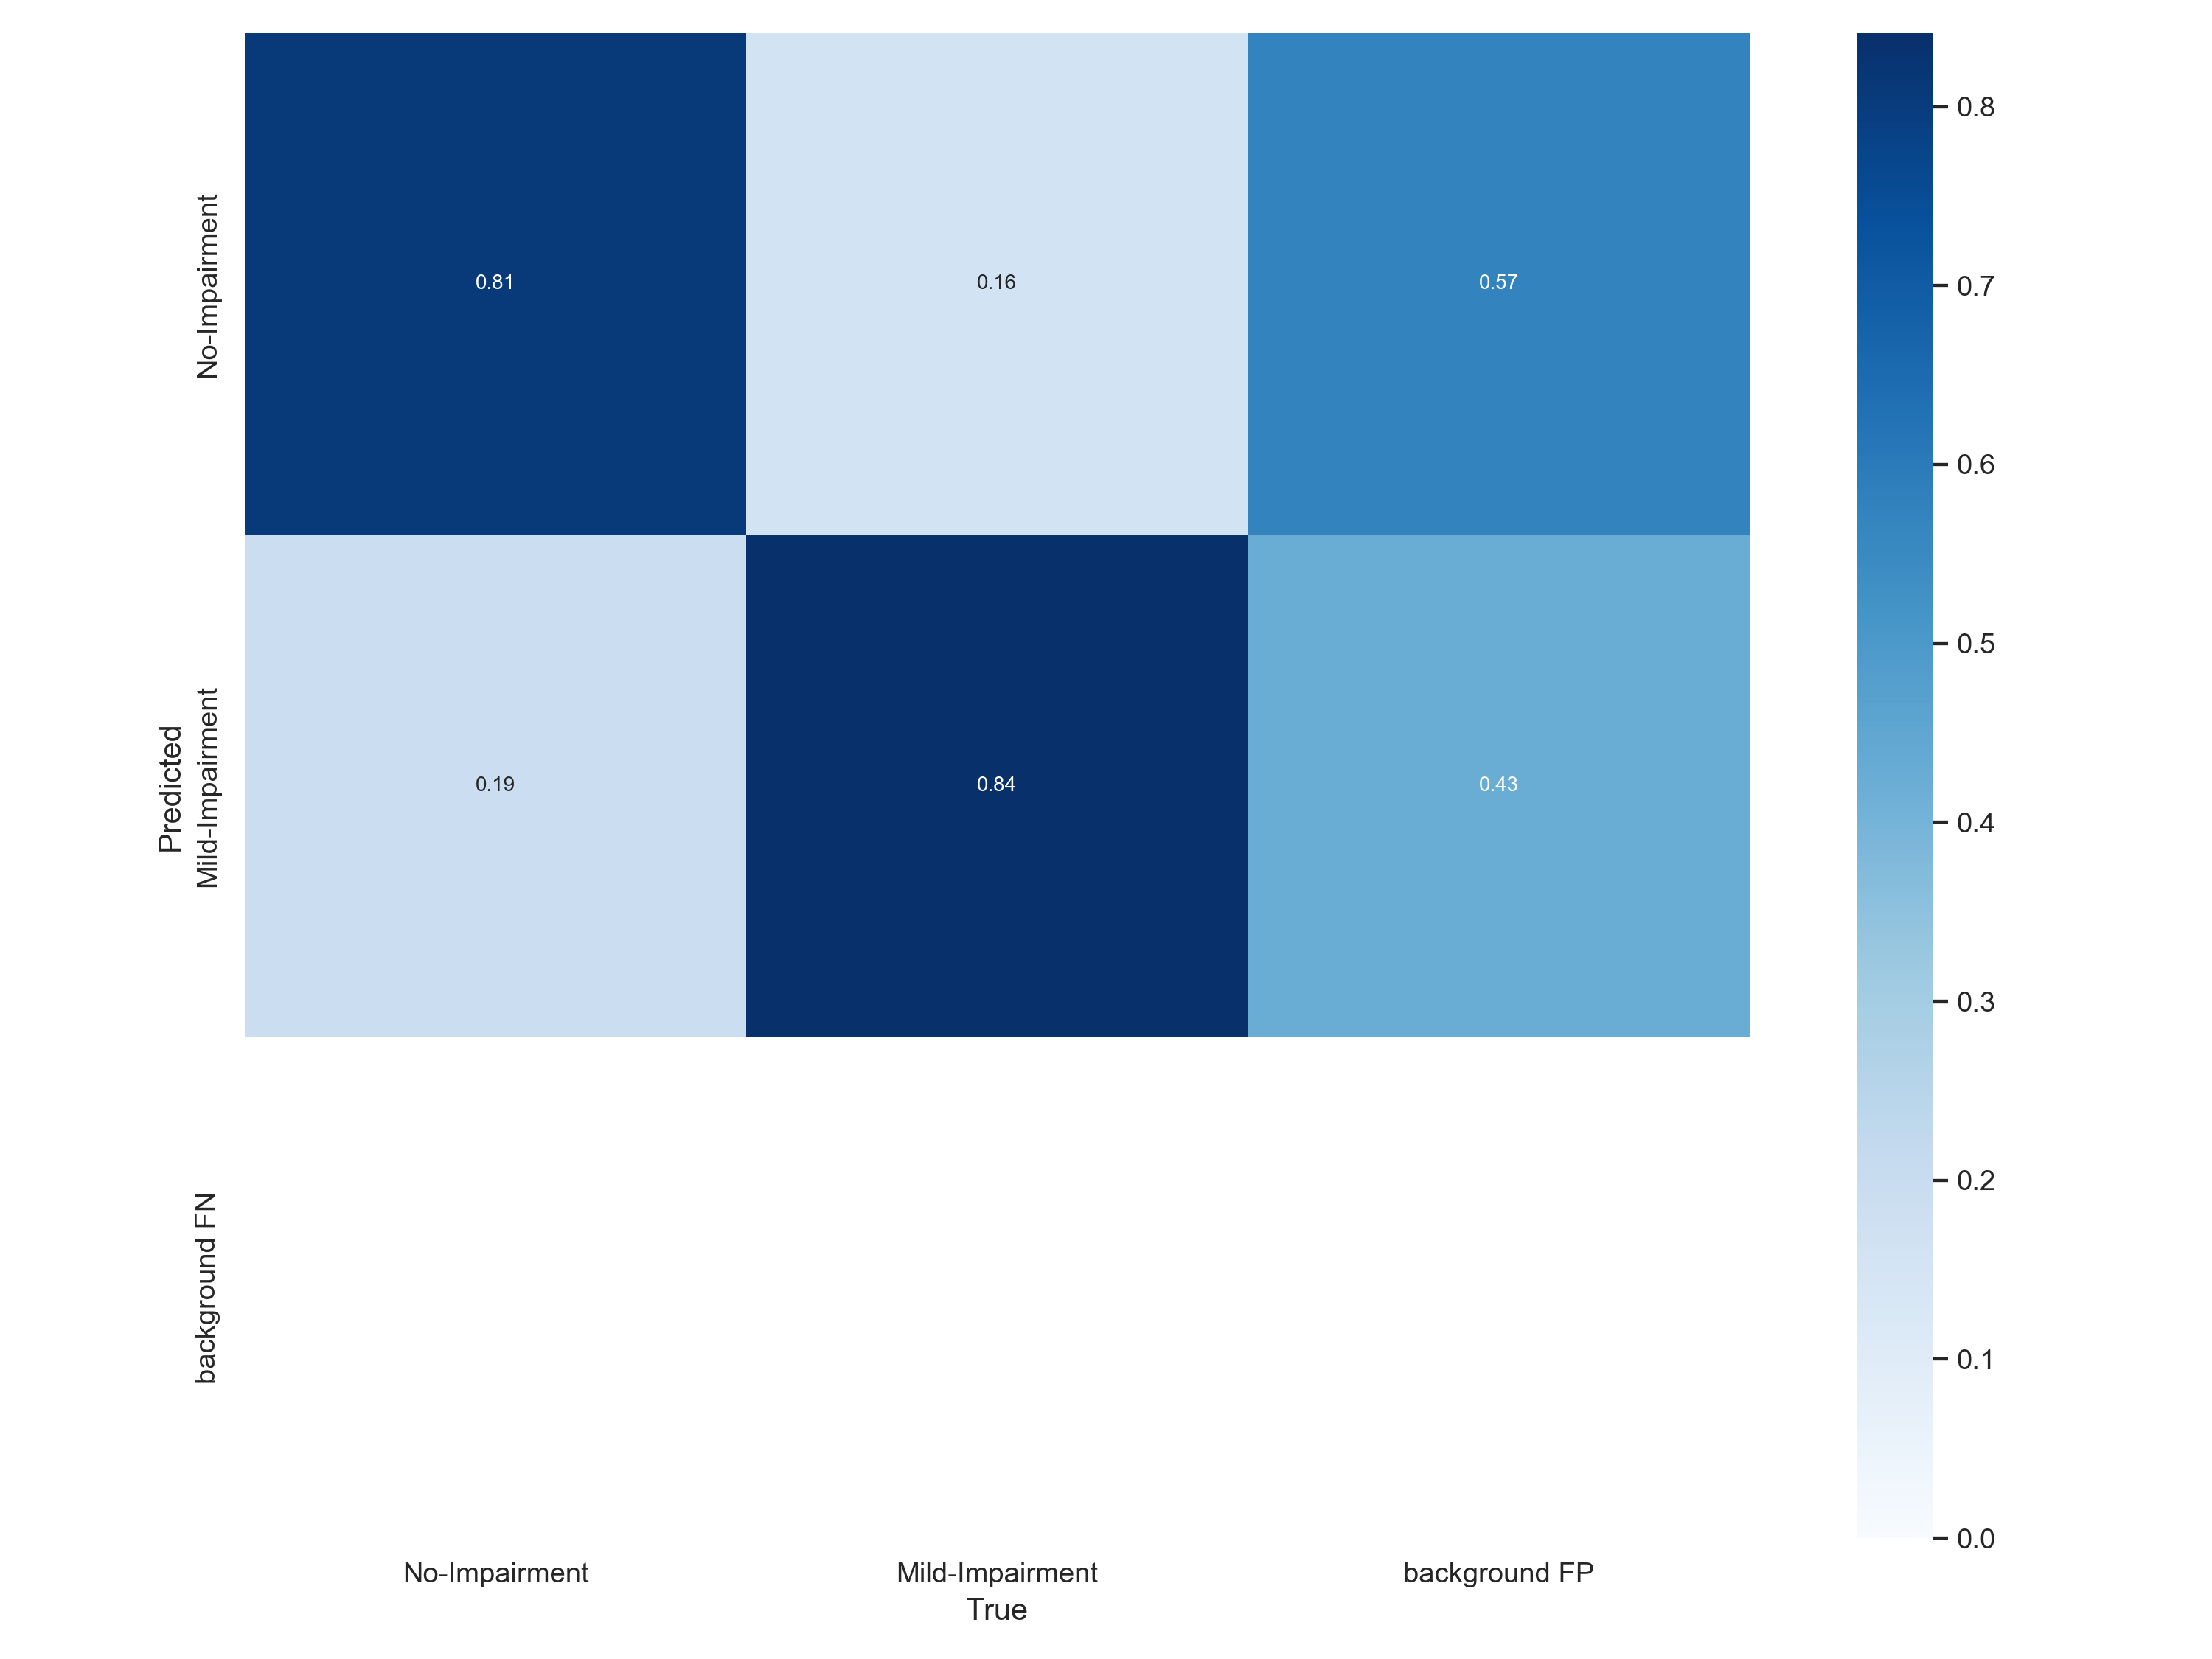 No-Impairment
0.81
0.16
0.57
Predicted
Mild-Impairment
0.19
0.84
0.43
background FN
No-Impairment
Mild-Impairment
background FP
True
0.8
0.7
0.6
0.5
0.4
0.3
0.2
0.1
0.0